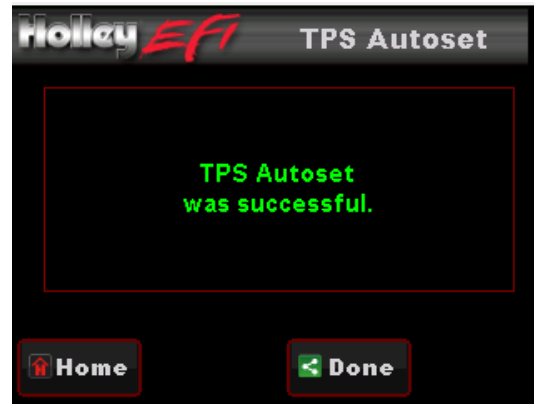 Holley EFI TPS Autoset
TPS Autoset
was successful.
Home Done